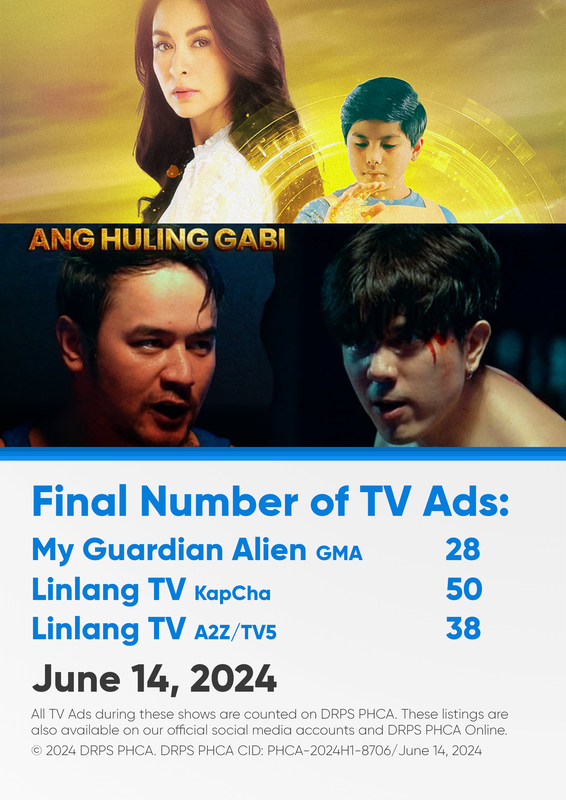 ANG HULING GABI
Final Number of TV Ads:
My Guardian Alien GMA 28
Linlang TV KapCha 50
Linlang TV A2Z/TV5 38
June 14, 2024
All TV Ads during these shows are counted on DRPS PHCA. These listings are
also available on our official social media accounts and DRPS PHCA Online.
© 2024 DRPS PHCA. DRPS PHCA CID: PHCA-2024H1-8706/June 14, 2024